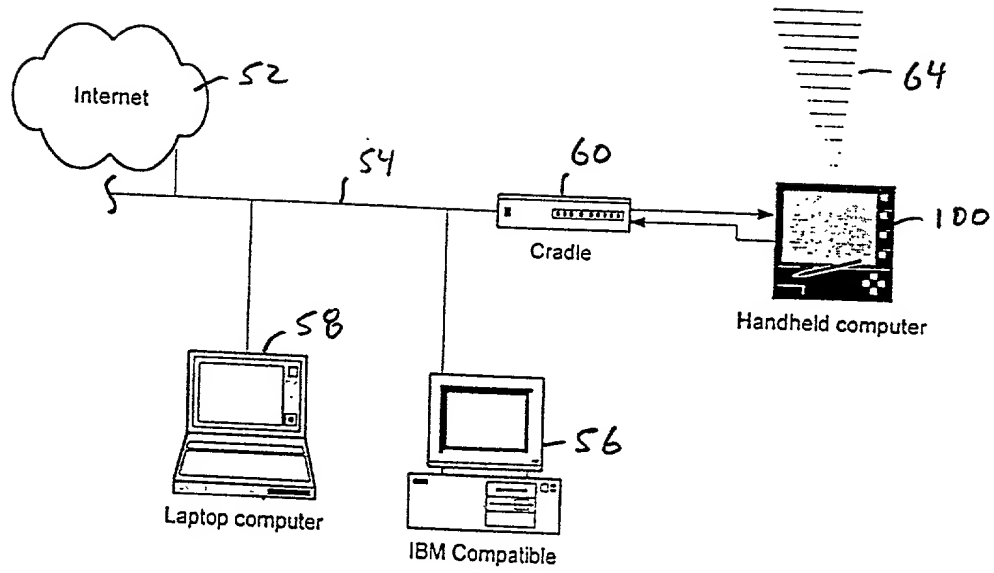 52
64
Internet
54
60
100
Cradle
Handheld computer
58
56
Laptop computer
IBM Compatible